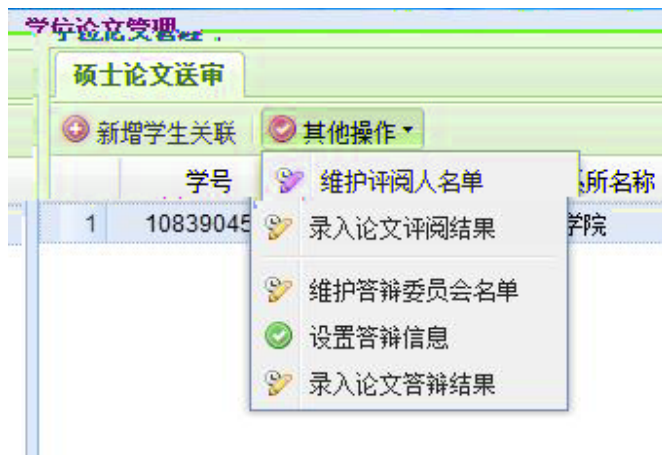 学位论文管理
硕士论文送审
新增学生关联 其他操作
学号 所名称
1 10839045 学院
维护评阅人名单
录入论文评阅结果
维护答辩委员会名单
设置答辩信息
录入论文答辩结果